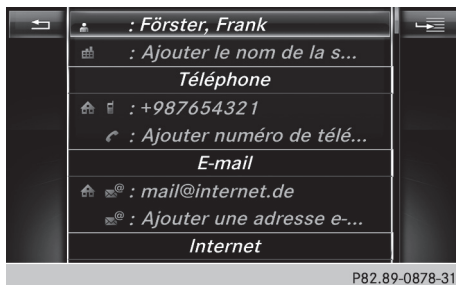 : Förster, Frank
: Ajouter le nom de la s...
Téléphone
: +987654321
: Ajouter numéro de télé...
E-mail
@ : mail@internet.de
@ : Ajouter une adresse e-...
Internet
P82.89-0878-31